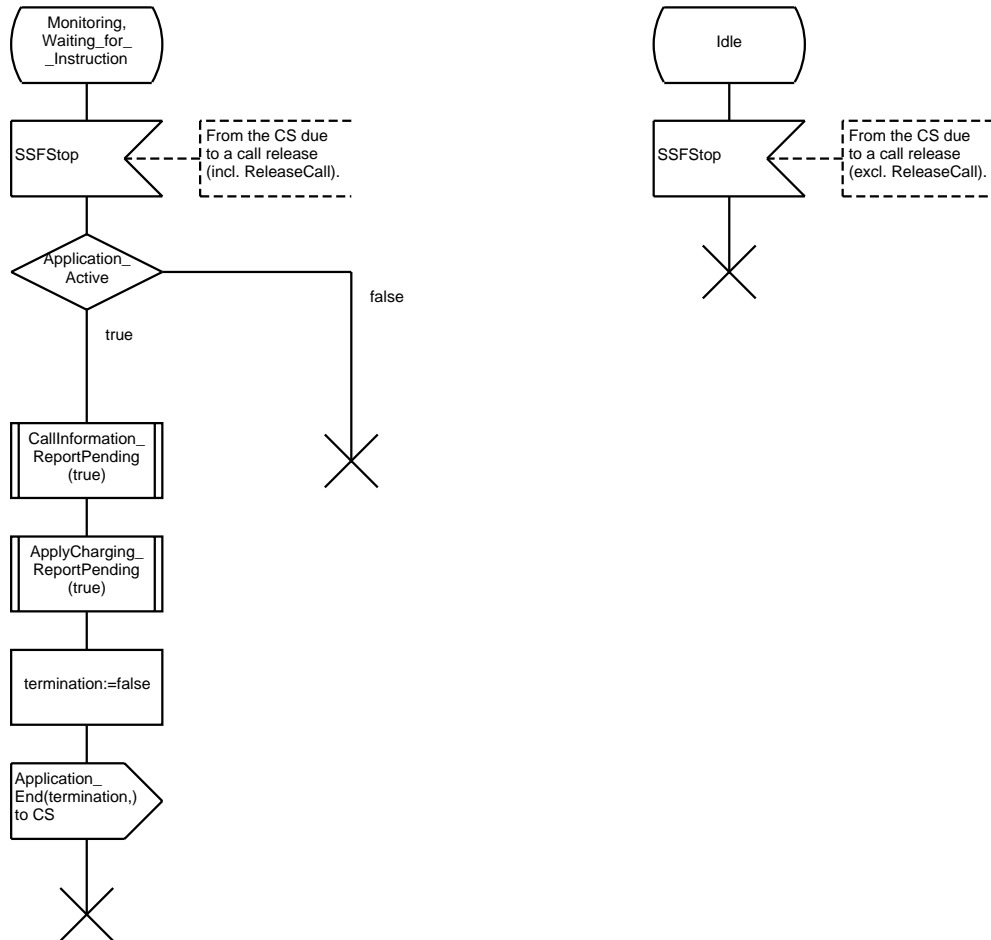 Monitoring,
Waiting_for_
_Instruction
SSFStop
From the CS due
to a call release
(incl. ReleaseCall).
Application_
Active
false
true
CallInformation_
ReportPending
(true)
ApplyCharging_
ReportPending
(true)
termination:=false
Application_
End(termination,)
to CS
Idle
SSFStop
From the CS due
to a call release
(excl. ReleaseCall).